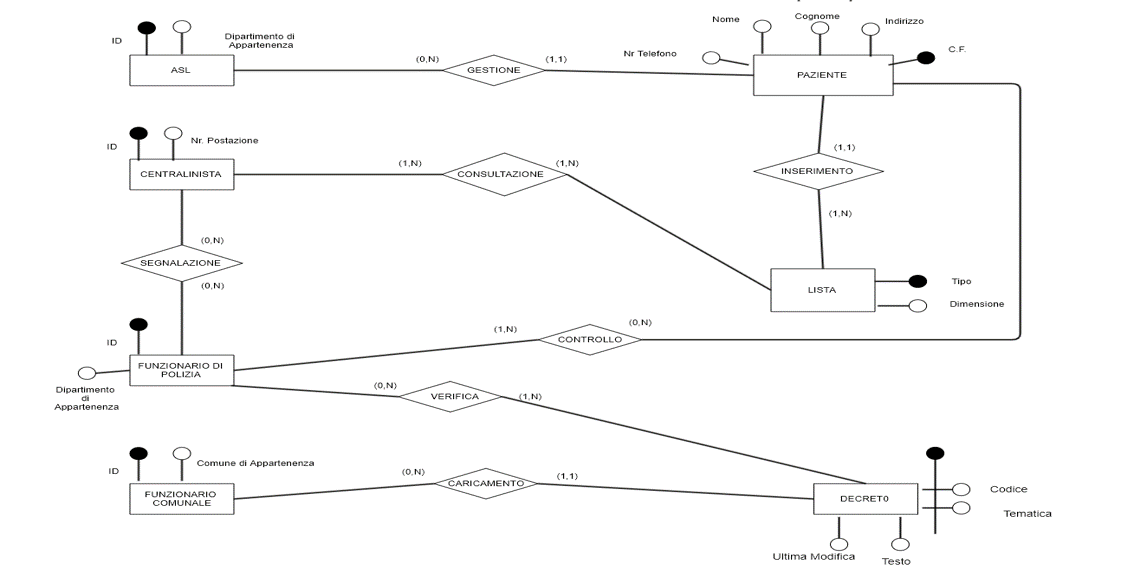 Nome
Cognome
Indirizzo
ID
Dipartimento di
Appartenenza
Nr Telefono
C.F.
(0,N)
(1,1)
ASL
GESTIONE
PAZIENTE
ID
Nr. Postazione
(1,1)
(1,N)
(1,N)
CENTRALINISTA
CONSULTAZIONE
INSERIMENTO
(1,N)
(0,N)
SEGNALAZIONE
(0,N)
Tipo
LISTA
Dimensione
(0,N)
(1,N)
ID
CONTROLLO
FUNZIONARIO DI
POLIZIA
Dipartimento
di
Appartenenza
(0,N)
VERIFICA
(1,N)
ID
Comune di Appartenenza
(0,N)
(1,1)
CARICAMENTO
FUNZIONARIO
COMUNALE
DECRET0
Codice
Tematica
Ultima Modifica
Testo